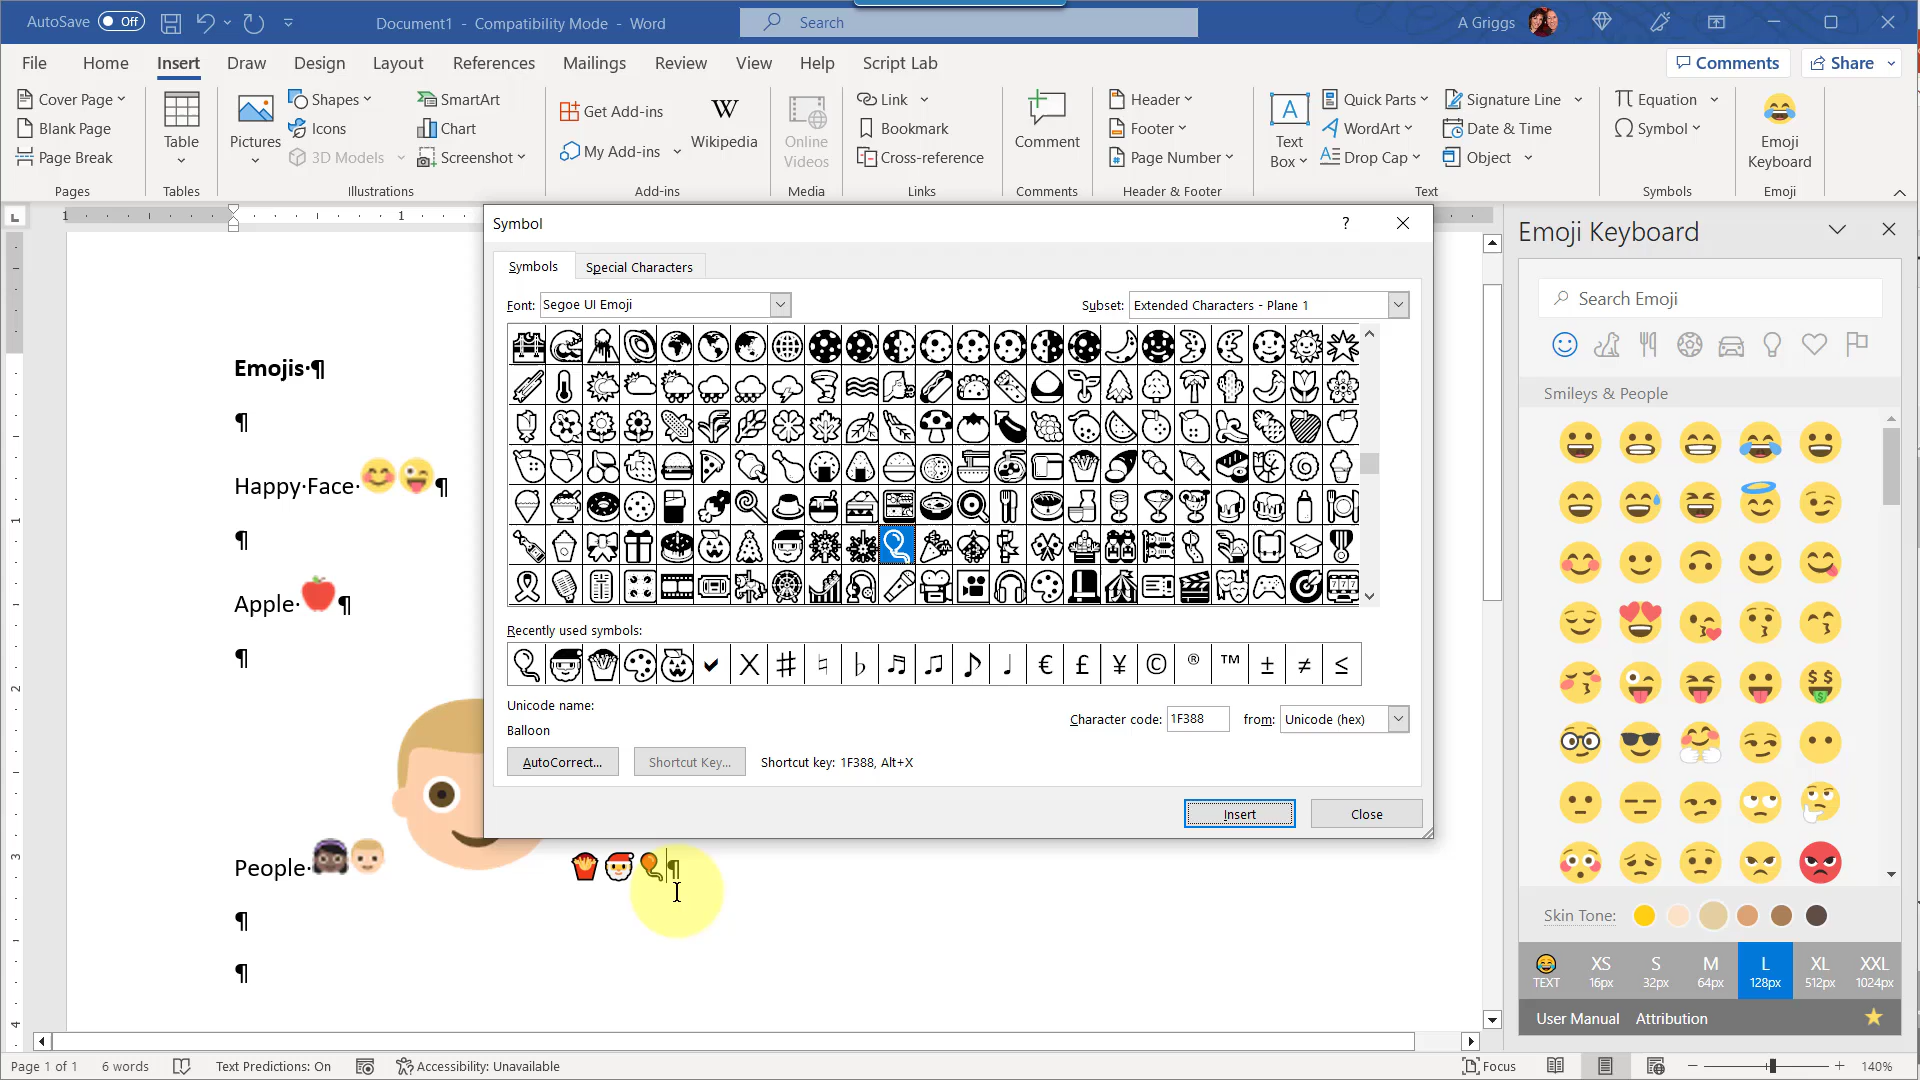 AutoSave Off
Document1 - Compatibility Mode - Word
Search
A Griggs
File Home Insert Draw Design Layout References Mailings Review View Help Script Lab
Comments Share
Cover Page
Blank Page
Page Break
Pages
Table
Tables
Pictures
Shapes
Icons
3D Models
SmartArt
Chart
Screenshot
Illustrations
Get Add-ins
My Add-ins
W
Wikipedia
Add-ins
Online
Videos
Media
Link
Bookmark
Cross-reference
Links
Comment
Comments
Header
Footer
Page Number
Header & Footer
A
Text
Box
Quick Parts
WordArt
Drop Cap
Signature Line
Date & Time
Object
Text
Equation
Symbol
Symbols
Emoji
Keyboard
Emoji
L
1 1
Emojis·¶
¶
Happy·Face·😊😜¶
¶
Apple·🍎¶
¶
People·👧🏿👦🏼 🍟🎅🎈¶
¶
¶
1
2
3
4
Symbol
?
Symbols Special Characters
Font: Segoe UI Emoji
Subset: Extended Characters - Plane 1
Recently used symbols:
🎈 🎅 🍟 🎨 🎃 ✔ X ♯ ♮ ♭ ♬ ♫ ♪ ♩ € £ ¥ © ® ™ ± ≠ ≤
Unicode name:
Balloon
Character code: 1F388 from: Unicode (hex)
AutoCorrect... Shortcut Key... Shortcut key: 1F388, Alt+X
Insert Close
Emoji Keyboard
Search Emoji
Smileys & People
Skin Tone:
TEXT
XS
16px
S
32px
M
64px
L
128px
XL
512px
XXL
1024px
User Manual Attribution
Page 1 of 1 6 words Text Predictions: On Accessibility: Unavailable
Focus 140%